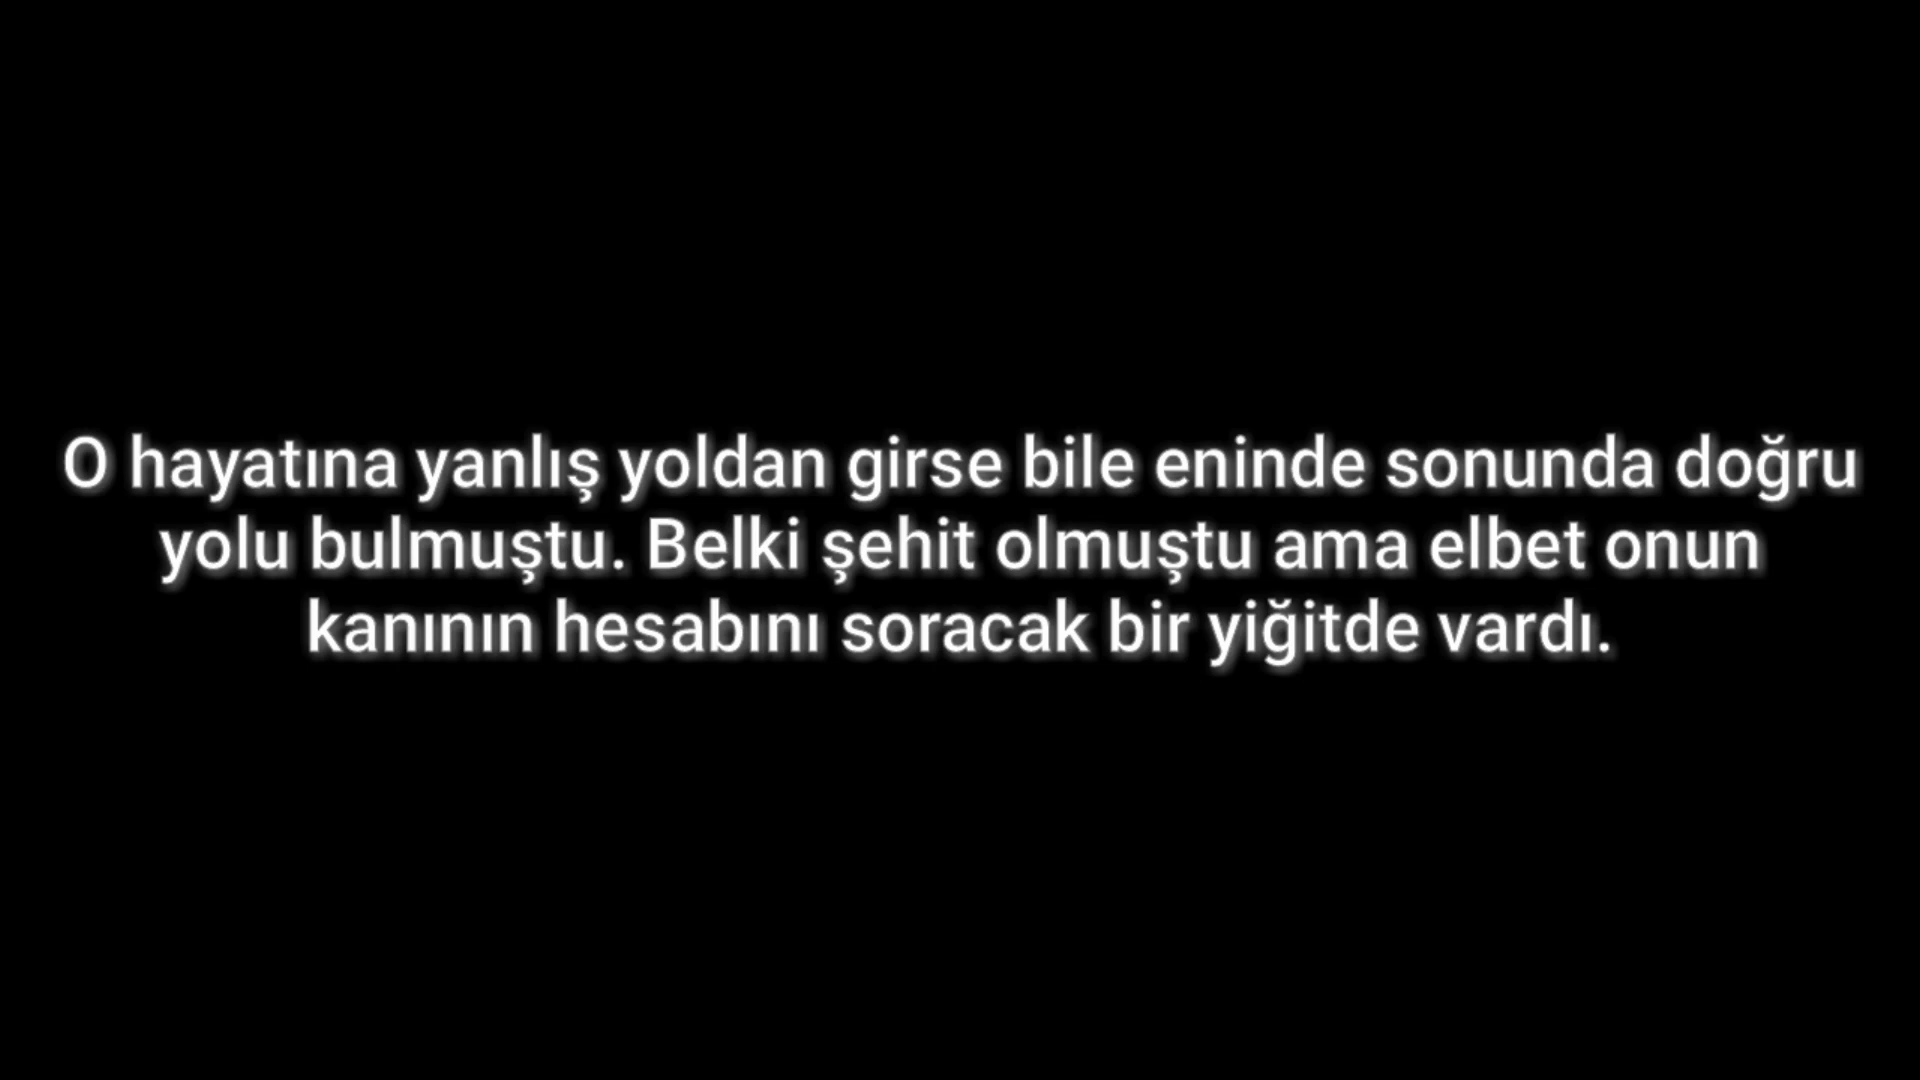 O hayatına yanlış yoldan girse bile eninde sonunda doğru
yolu bulmuştu. Belki şehit olmuştu ama elbet onun
kanının hesabını soracak bir yiğitde vardı.